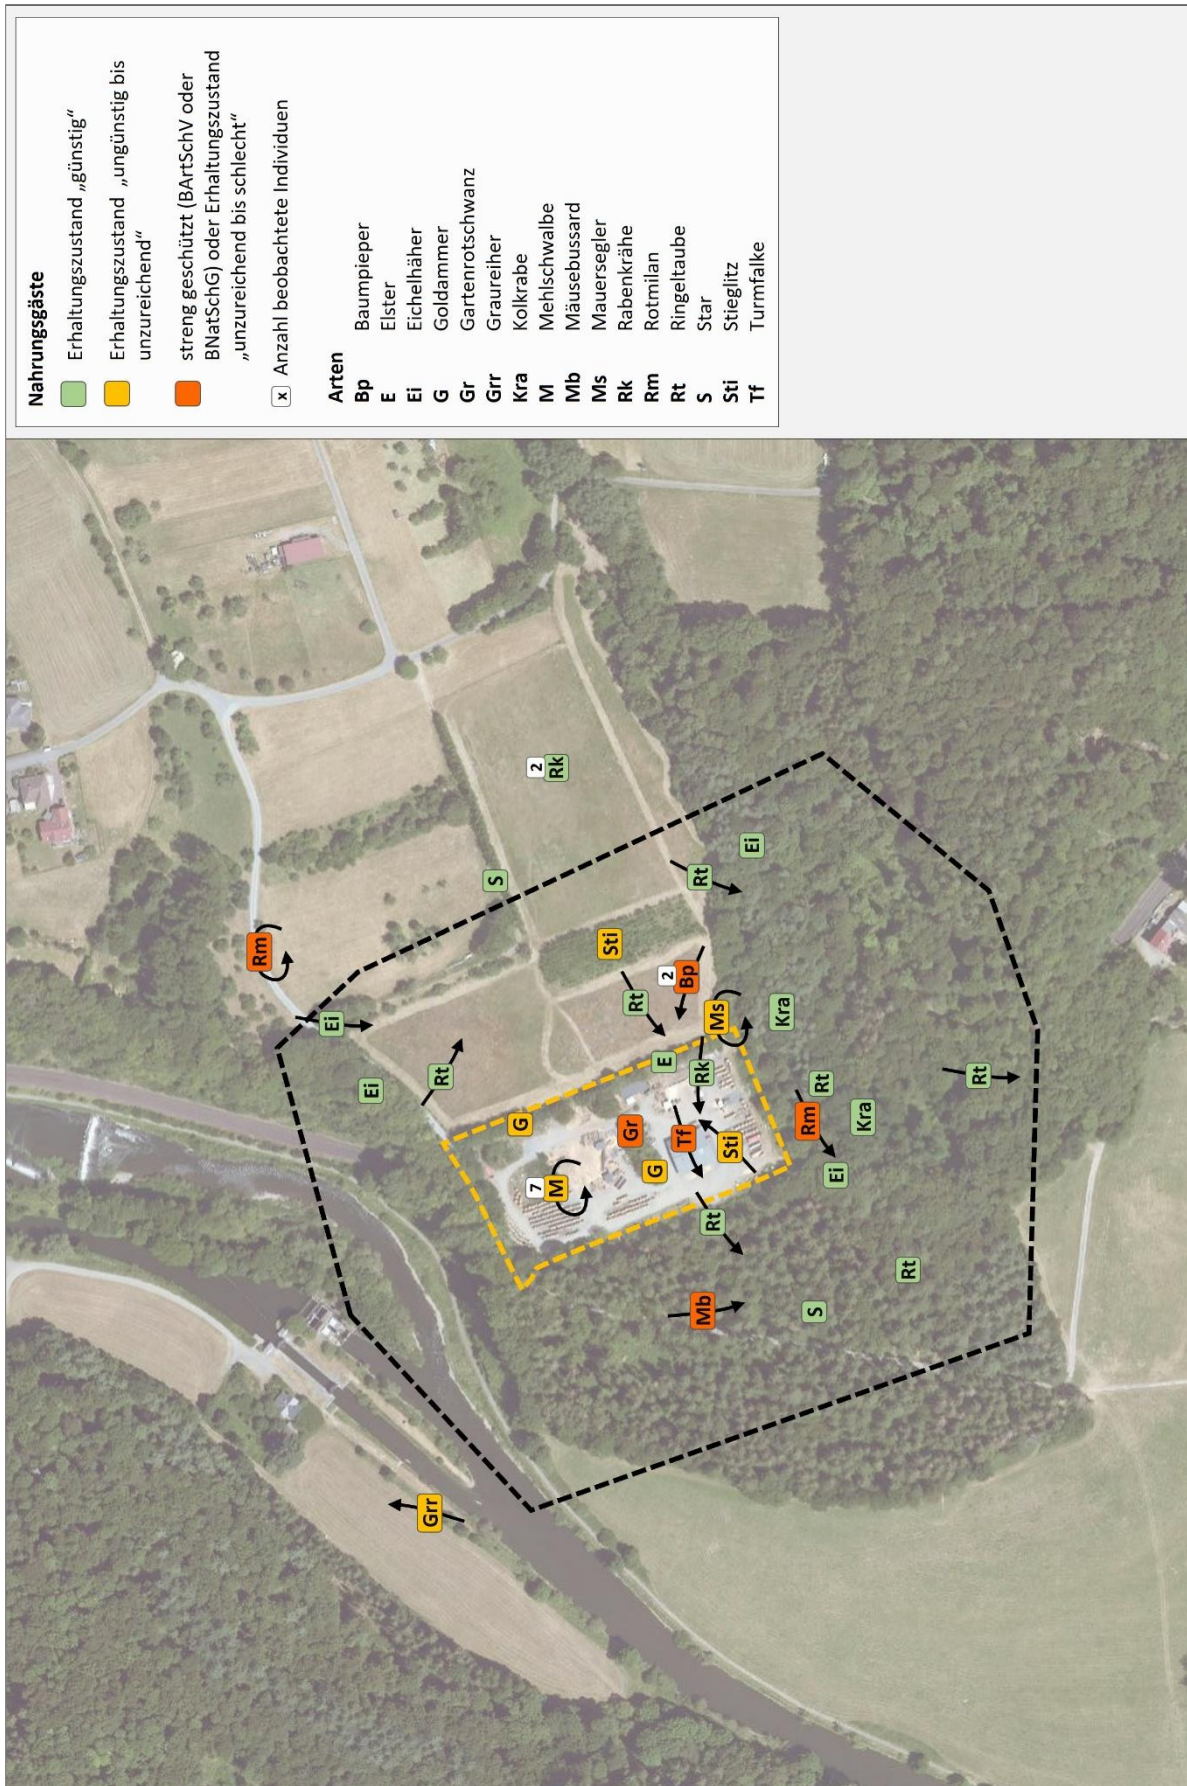 Nahrungsgäste
Erhaltungszustand „günstig“
Erhaltungszustand „ungünstig bis
unzureichend“
streng geschützt (BArtSchV oder
BNatSchG) oder Erhaltungszustand
„unzureichend bis schlecht“
x Anzahl beobachtete Individuen
Arten
Bp Baumpieper
E Elster
Ei Eichelhäher
G Goldammer
Gr Gartenrotschwanz
Grr Graureiher
Kra Kolkrabe
M Mehlschwalbe
Mb Mäusebussard
Ms Mauersegler
Rk Rabenkrähe
Rm Rotmilan
Rt Ringeltaube
S Star
Sti Stieglitz
Tf Turmfalke
Rm
Ei
Grr
Ei
Rt
S
G
2
Rk
7
M
Sti
Rt
Gr
G
E
2
Bp
Tf
Rk
Rt
Mb
Rt
Sti
Ms
Ei
Kra
Rm
Rt
S
Ei
Kra
Rt
Rt